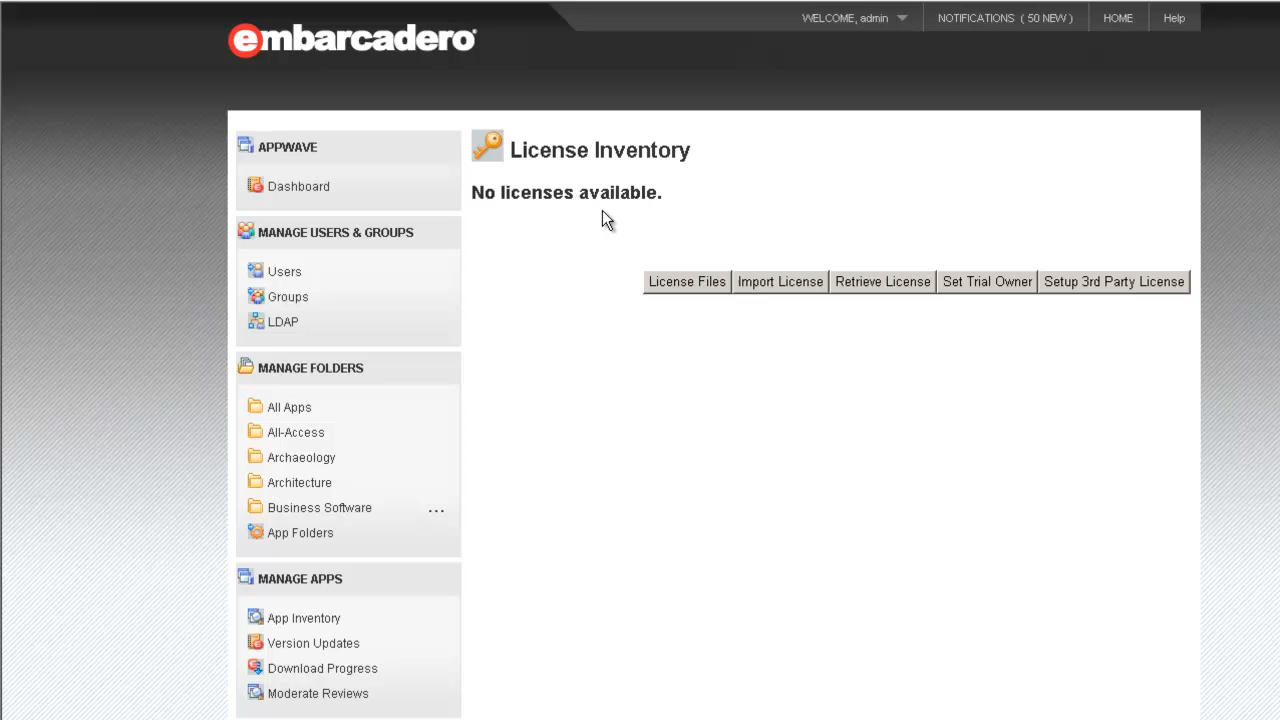 WELCOME, admin
NOTIFICATIONS ( 50 NEW )
HOME
Help
embarcadero®
APPWAVE
Dashboard
MANAGE USERS & GROUPS
Users
Groups
LDAP
MANAGE FOLDERS
All Apps
All-Access
Archaeology
Architecture
Business Software ...
App Folders
MANAGE APPS
App Inventory
Version Updates
Download Progress
Moderate Reviews
License Inventory
No licenses available.
License Files
Import License
Retrieve License
Set Trial Owner
Setup 3rd Party License